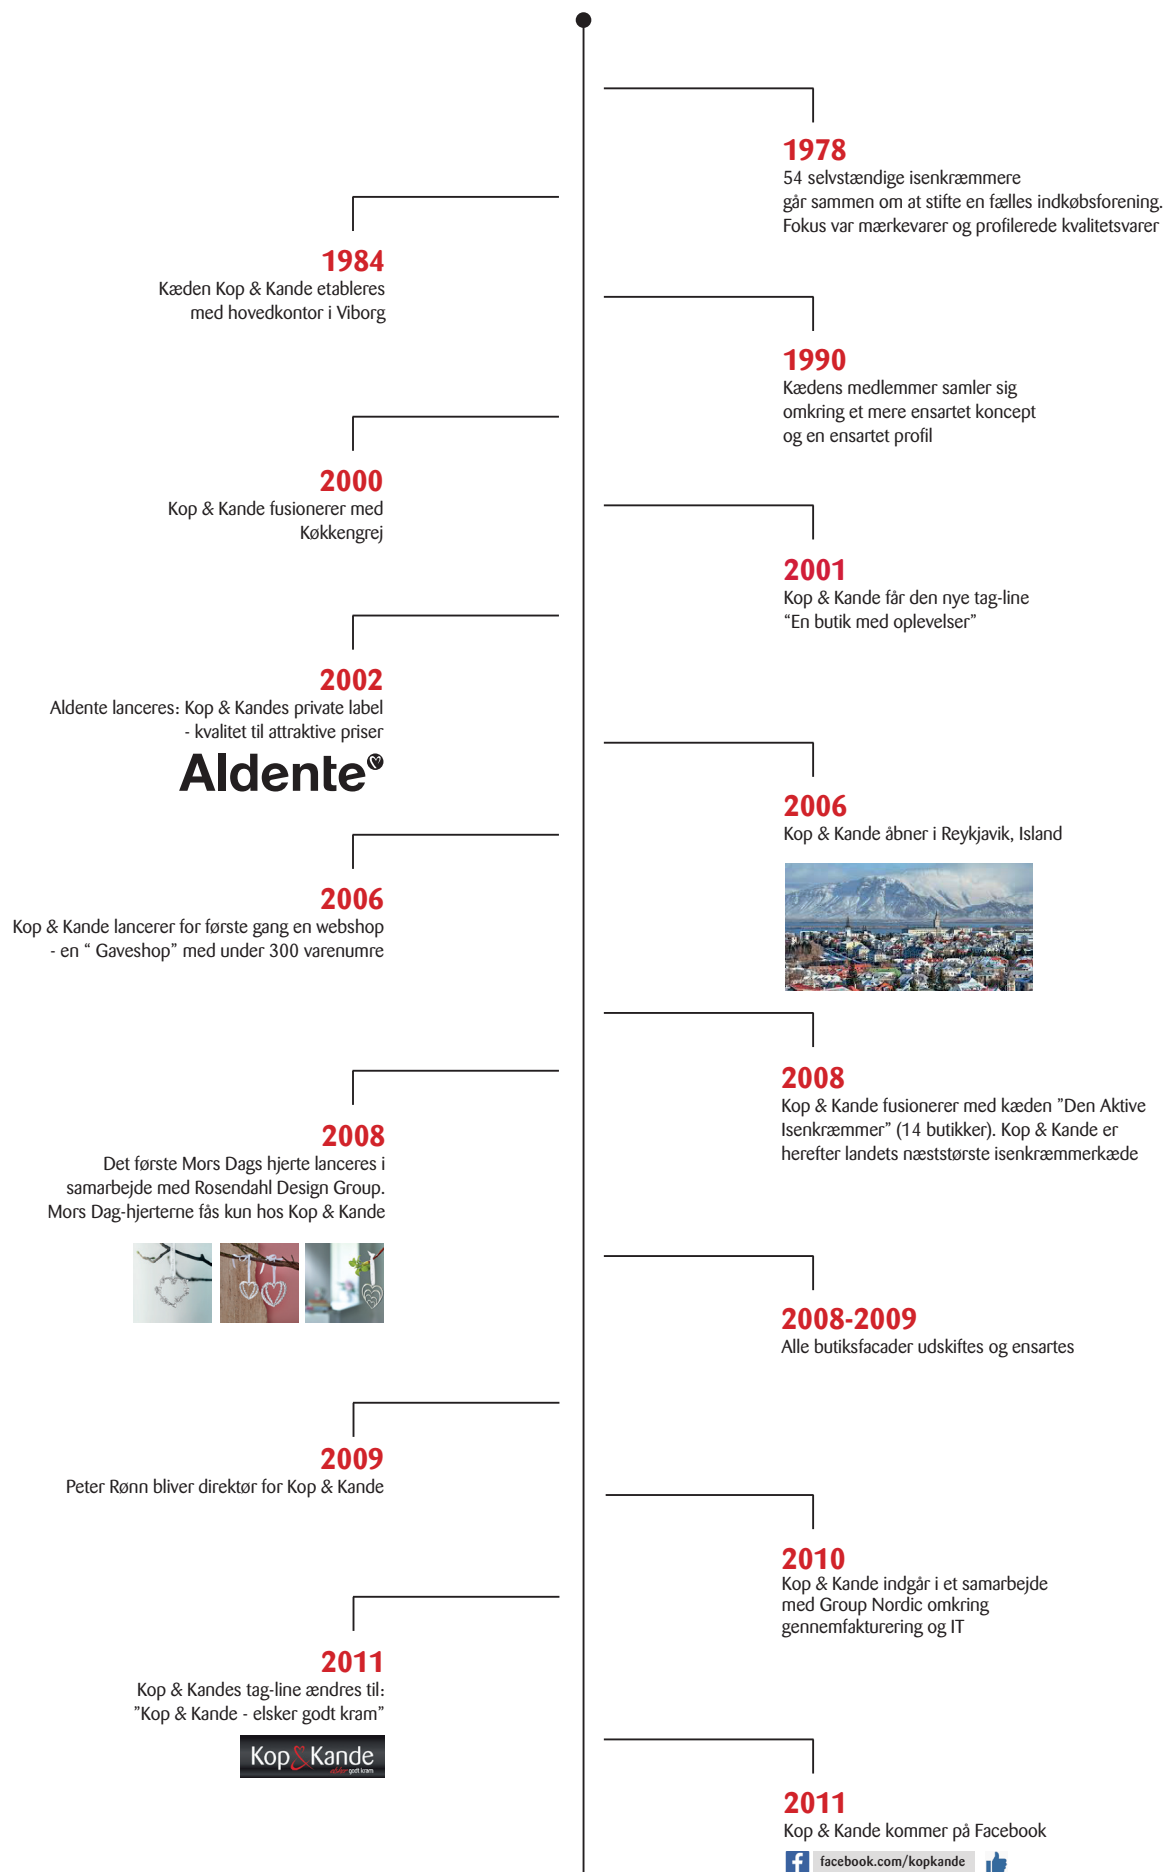 1978
54 selvstændige isenkræmmere
går sammen om at stifte en fælles indkøbsforening.
Fokus var mærkevarer og profilerede kvalitetsvarer
1984
Kæden Kop & Kande etableres
med hovedkontor i Viborg
1990
Kædens medlemmer samler sig
omkring et mere ensartet koncept
og en ensartet profil
2000
Kop & Kande fusionerer med
Køkkengrej
2001
Kop & Kande får den nye tag-line
“En butik med oplevelser”
2002
Aldente lanceres: Kop & Kandes private label
- kvalitet til attraktive priser
Aldente
2006
Kop & Kande åbner i Reykjavik, Island
2006
Kop & Kande lancerer for første gang en webshop
- en “ Gaveshop” med under 300 varenumre
2008
Kop & Kande fusionerer med kæden ”Den Aktive
Isenkræmmer” (14 butikker). Kop & Kande er
herefter landets næststørste isenkræmmerkæde
2008
Det første Mors Dags hjerte lanceres i
samarbejde med Rosendahl Design Group.
Mors Dag-hjerterne fås kun hos Kop & Kande
2008-2009
Alle butiksfacader udskiftes og ensartes
2009
Peter Rønn bliver direktør for Kop & Kande
2010
Kop & Kande indgår i et samarbejde
med Group Nordic omkring
gennemfakturering og IT
2011
Kop & Kandes tag-line ændres til:
”Kop & Kande - elsker godt kram”
Kop & Kande
elsker godt kram
2011
Kop & Kande kommer på Facebook
facebook.com/kopkande